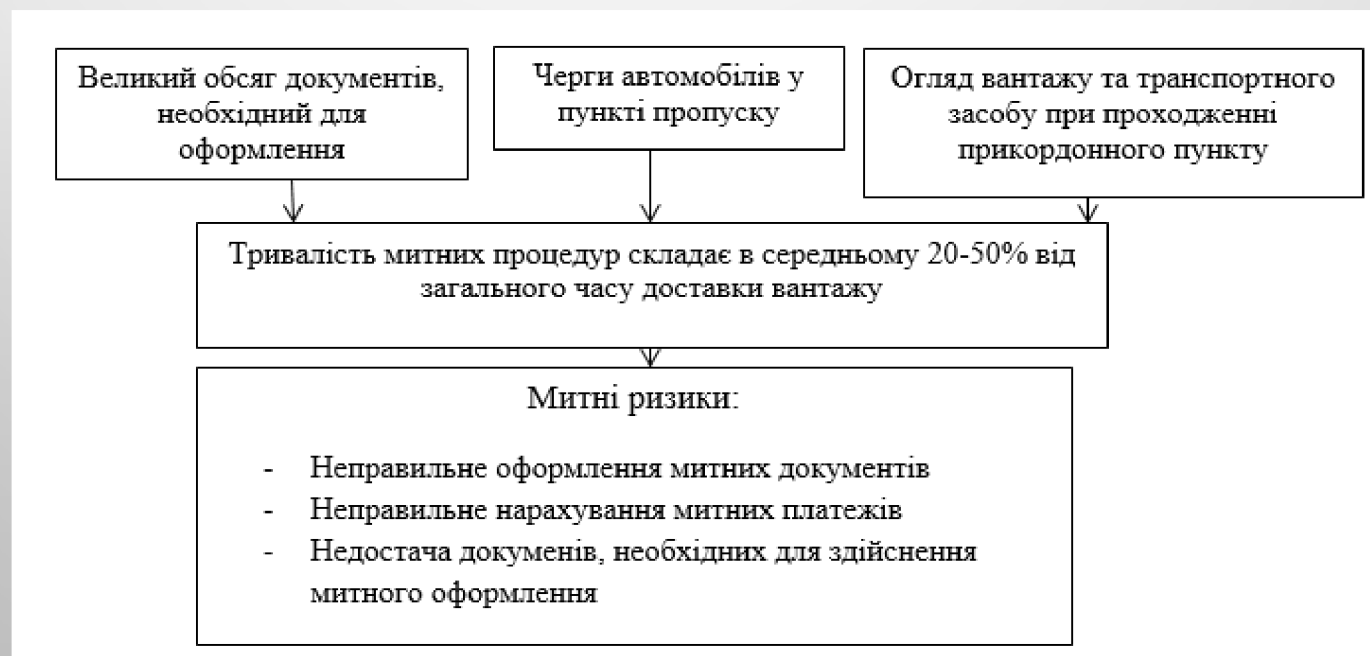 Великий обсяг документів,
необхідний для
оформлення
Черги автомобілів у
пункті пропуску
Огляд вантажу та транспортного
засобу при проходженні
прикордонного пункту
Тривалість митних процедур складає в середньому 20-50% від
загального часу доставки вантажу
Митні ризики:
- Неправильне оформлення митних документів
- Неправильне нарахування митних платежів
- Недостача докуменів, необхідних для здійснення
митного оформлення